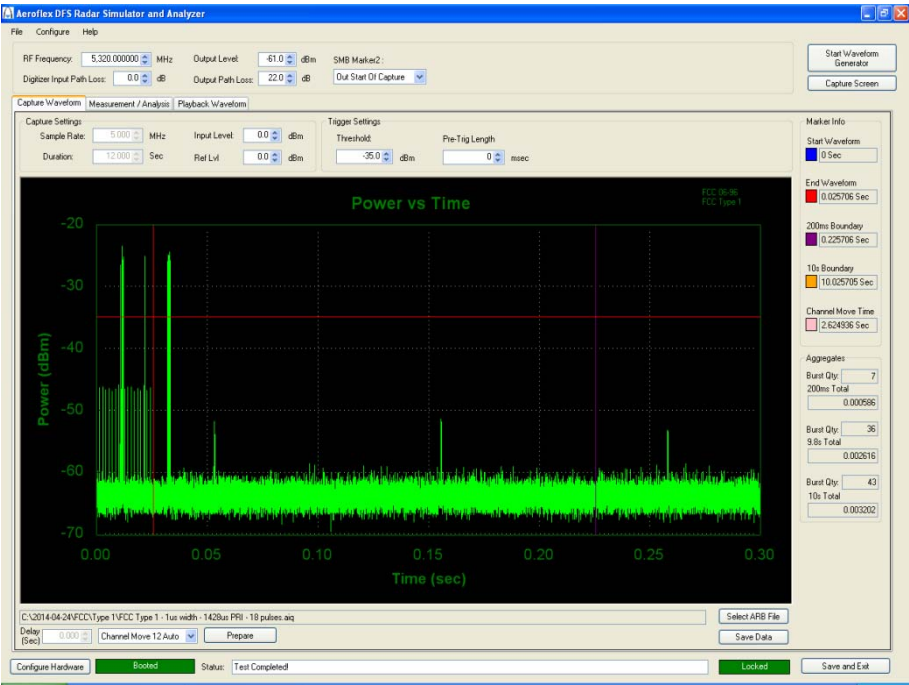 Aeroflex DFS Radar Simulator and Analyzer
File Configure Help
RF Frequency: 5,320.000000 MHz Output Level: -61.0 dBm SMB Marker2 :
Digitizer Input Path Loss: 0.0 dB Output Path Loss: 22.0 dB Out Start Of Capture
Start Waveform Generator
Capture Screen
Capture Waveform Measurement / Analysis Playback Waveform
Capture Settings
Sample Rate: 5.000 MHz Input Level: 0.0 dBm
Duration: 12.000 Sec Ref Lvl 0.0 dBm
Trigger Settings
Threshold: Pre-Trig Length
-35.0 dBm 0 msec
Marker Info
Start Waveform
0 Sec
End Waveform
0.025706 Sec
200ms Boundary
0.225706 Sec
10s Boundary
10.025705 Sec
Channel Move Time
2.624936 Sec
Aggregates
Burst Qty: 7
200ms Total
0.000586
Burst Qty: 36
9.8s Total
0.002616
Burst Qty: 43
10s Total
0.003202
Power vs Time
FCC 06-96
FCC Type 1
Power (dBm)
-20
-30
-40
-50
-60
-70
0.00 0.05 0.10 0.15 0.20 0.25 0.30
Time (sec)
C:\2014-04-24\FCC\Type 1\FCC Type 1 - 1us width - 1428us PRI - 18 pulses.aiq
Select ARB File
Delay (Sec) 0.000 Channel Move 12 Auto Prepare
Save Data
Configure Hardware Booted Status: Test Completed! Locked Save and Exit